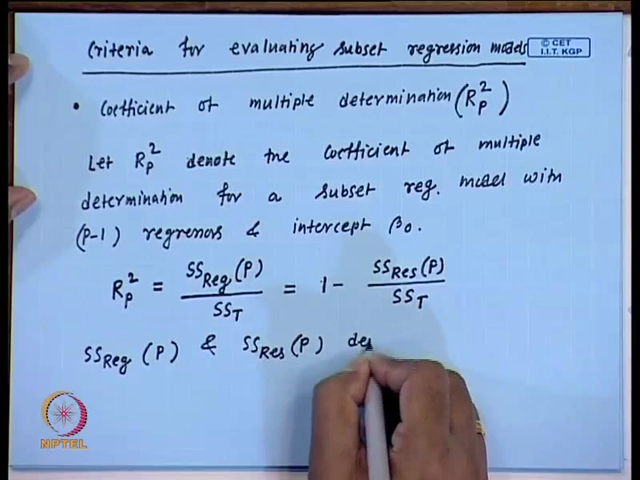 Criteria for evaluating subset regression models
© CET
I.I.T. KGP
• Coefficient of multiple determination (R_p^2)
Let R_p^2 denote the coefficient of multiple
determination for a subset reg. model with
(P-1) regressors & intercept β0.
R_p^2 = SS_Reg(P) / SS_T = 1 - SS_Res(P) / SS_T
SS_Reg (P) & SS_Res (P) de
NPTEL